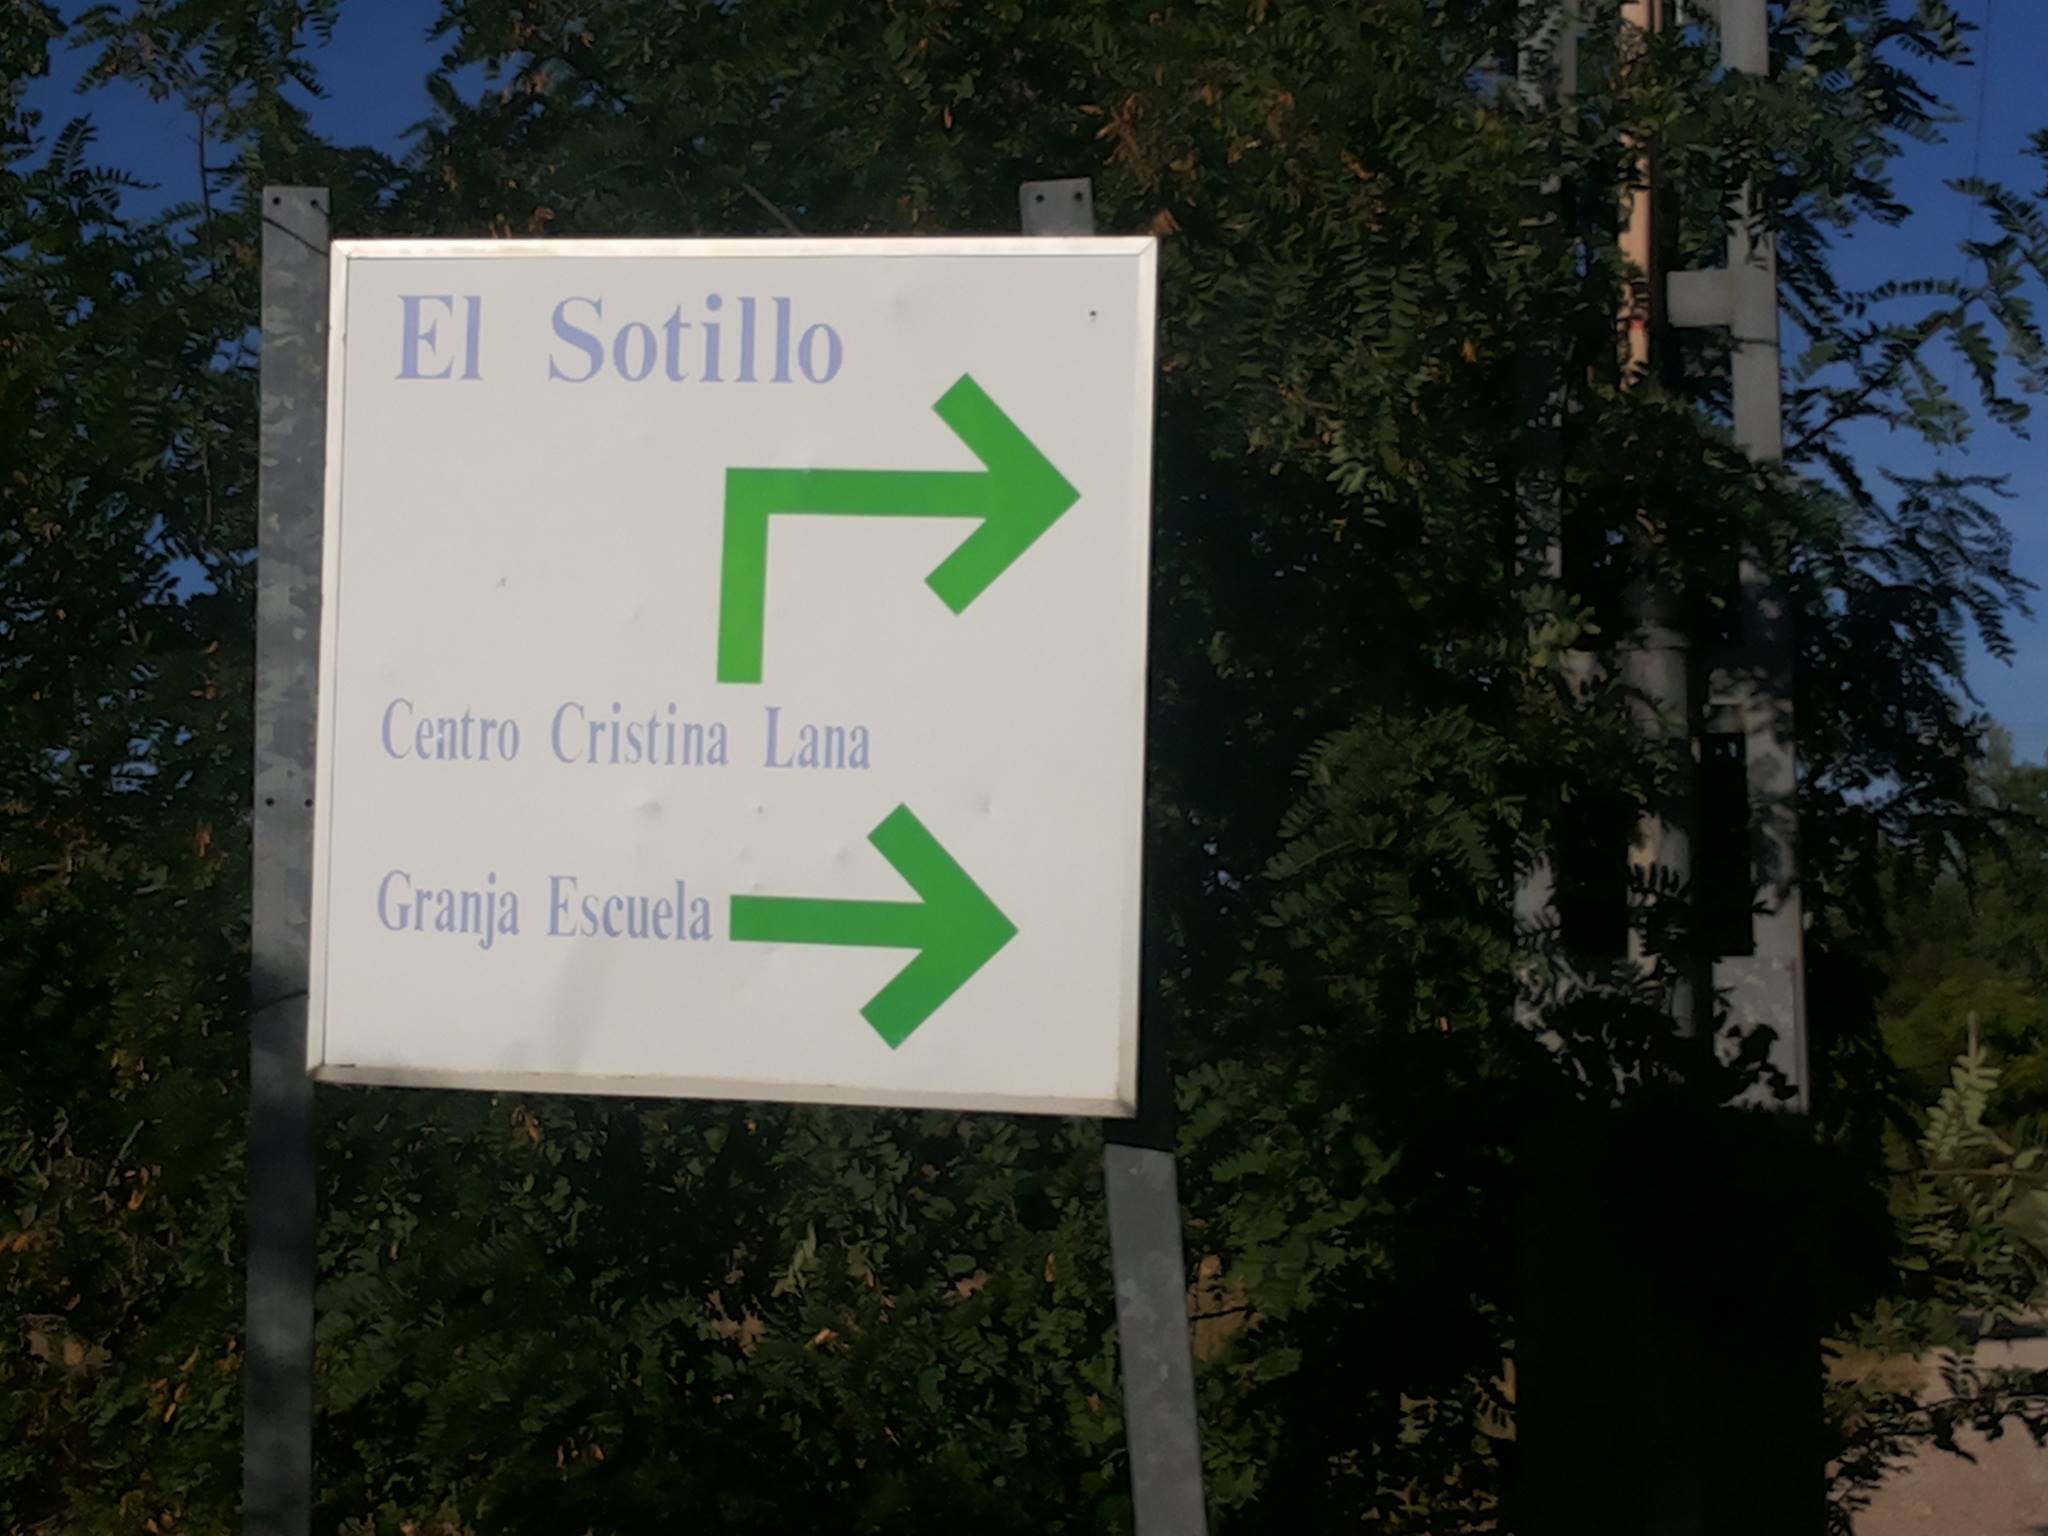 El Sotillo
Centro Cristina Lana
Granja Escuela